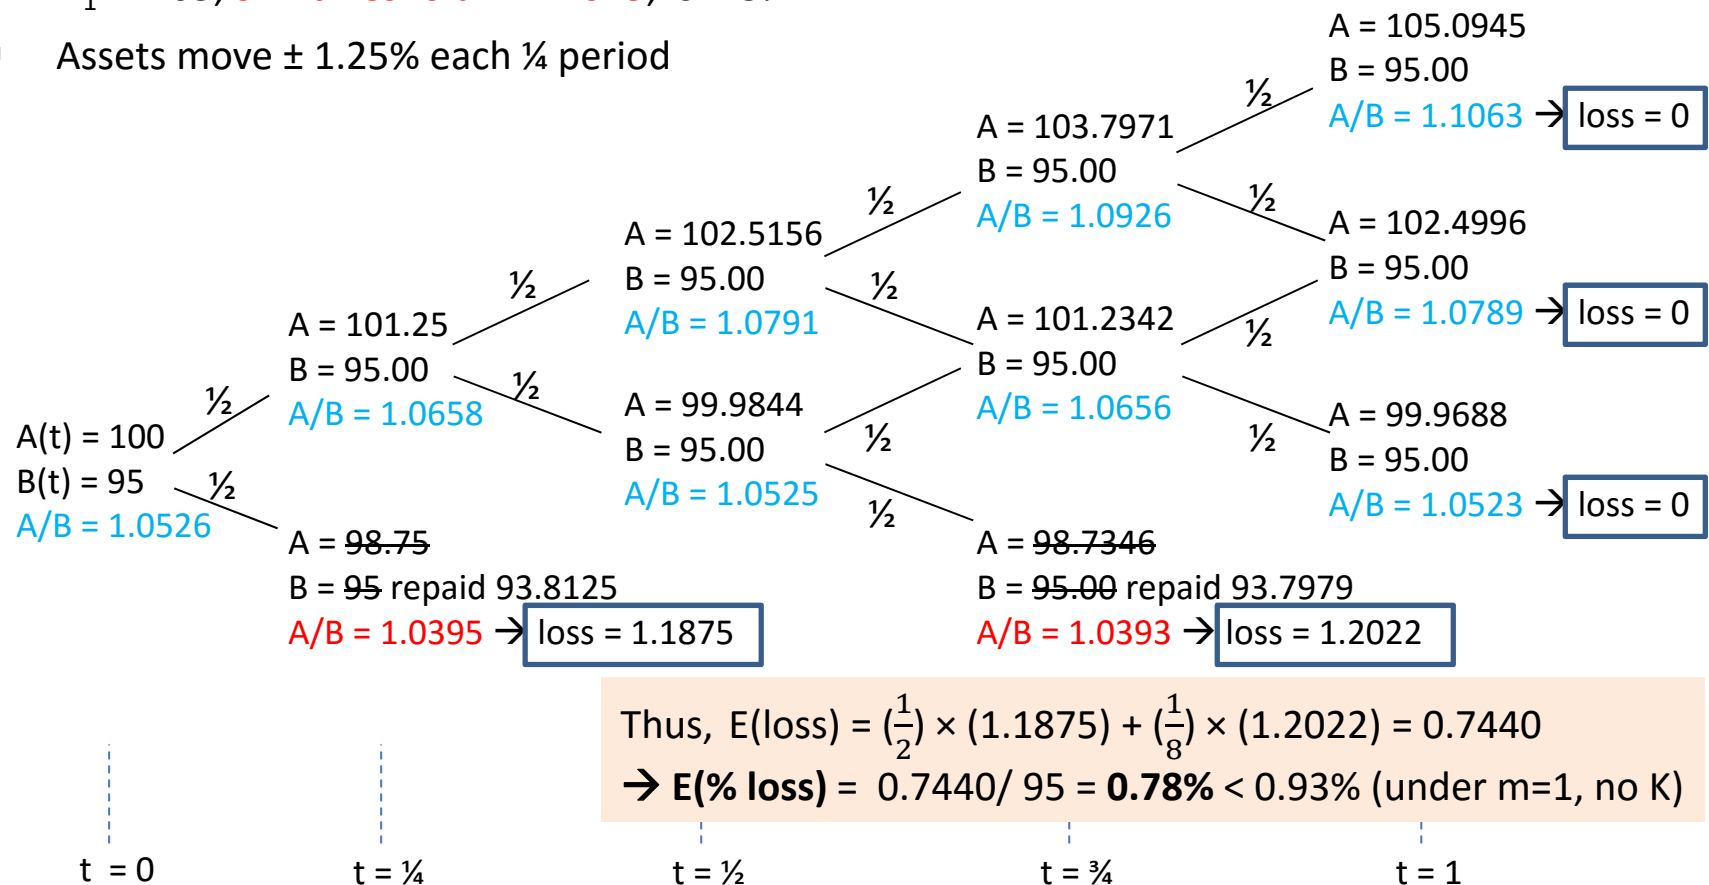 Assets move ± 1.25% each ¼ period
A(t) = 100
B(t) = 95
A/B = 1.0526
½
½
A = 101.25
B = 95.00
A/B = 1.0658
A = 98.75
B = 95 repaid 93.8125
A/B = 1.0395 → loss = 1.1875
½
½
A = 102.5156
B = 95.00
A/B = 1.0791
A = 99.9844
B = 95.00
A/B = 1.0525
½
½
½
½
A = 103.7971
B = 95.00
A/B = 1.0926
A = 101.2342
B = 95.00
A/B = 1.0656
A = 98.7346
B = 95.00 repaid 93.7979
A/B = 1.0393 → loss = 1.2022
½
½
½
½
A = 105.0945
B = 95.00
A/B = 1.1063 → loss = 0
A = 102.4996
B = 95.00
A/B = 1.0789 → loss = 0
A = 99.9688
B = 95.00
A/B = 1.0523 → loss = 0
Thus, E(loss) = (1/2) × (1.1875) + (1/8) × (1.2022) = 0.7440
→ E(% loss) = 0.7440/ 95 = 0.78% < 0.93% (under m=1, no K)
t = 0
t = ¼
t = ½
t = ¾
t = 1